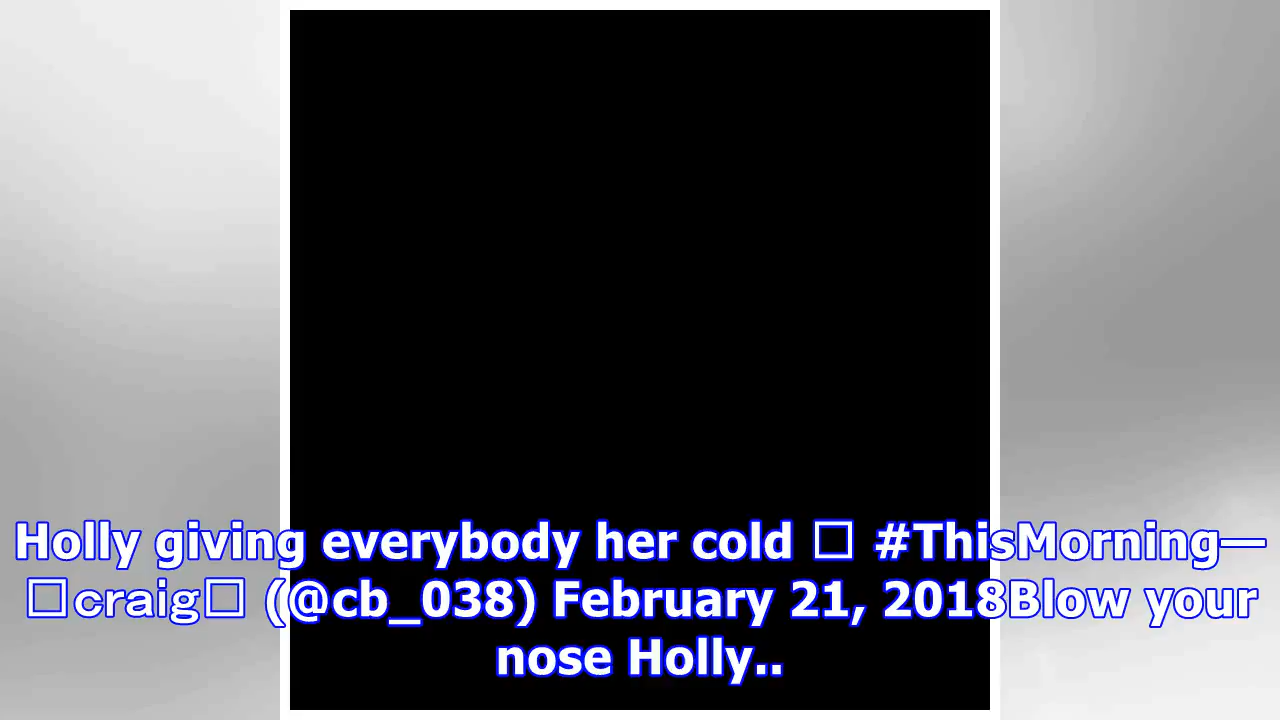 Holly giving everybody her cold □ #ThisMorning—
□craig□ (@cb_038) February 21, 2018Blow your
nose Holly..